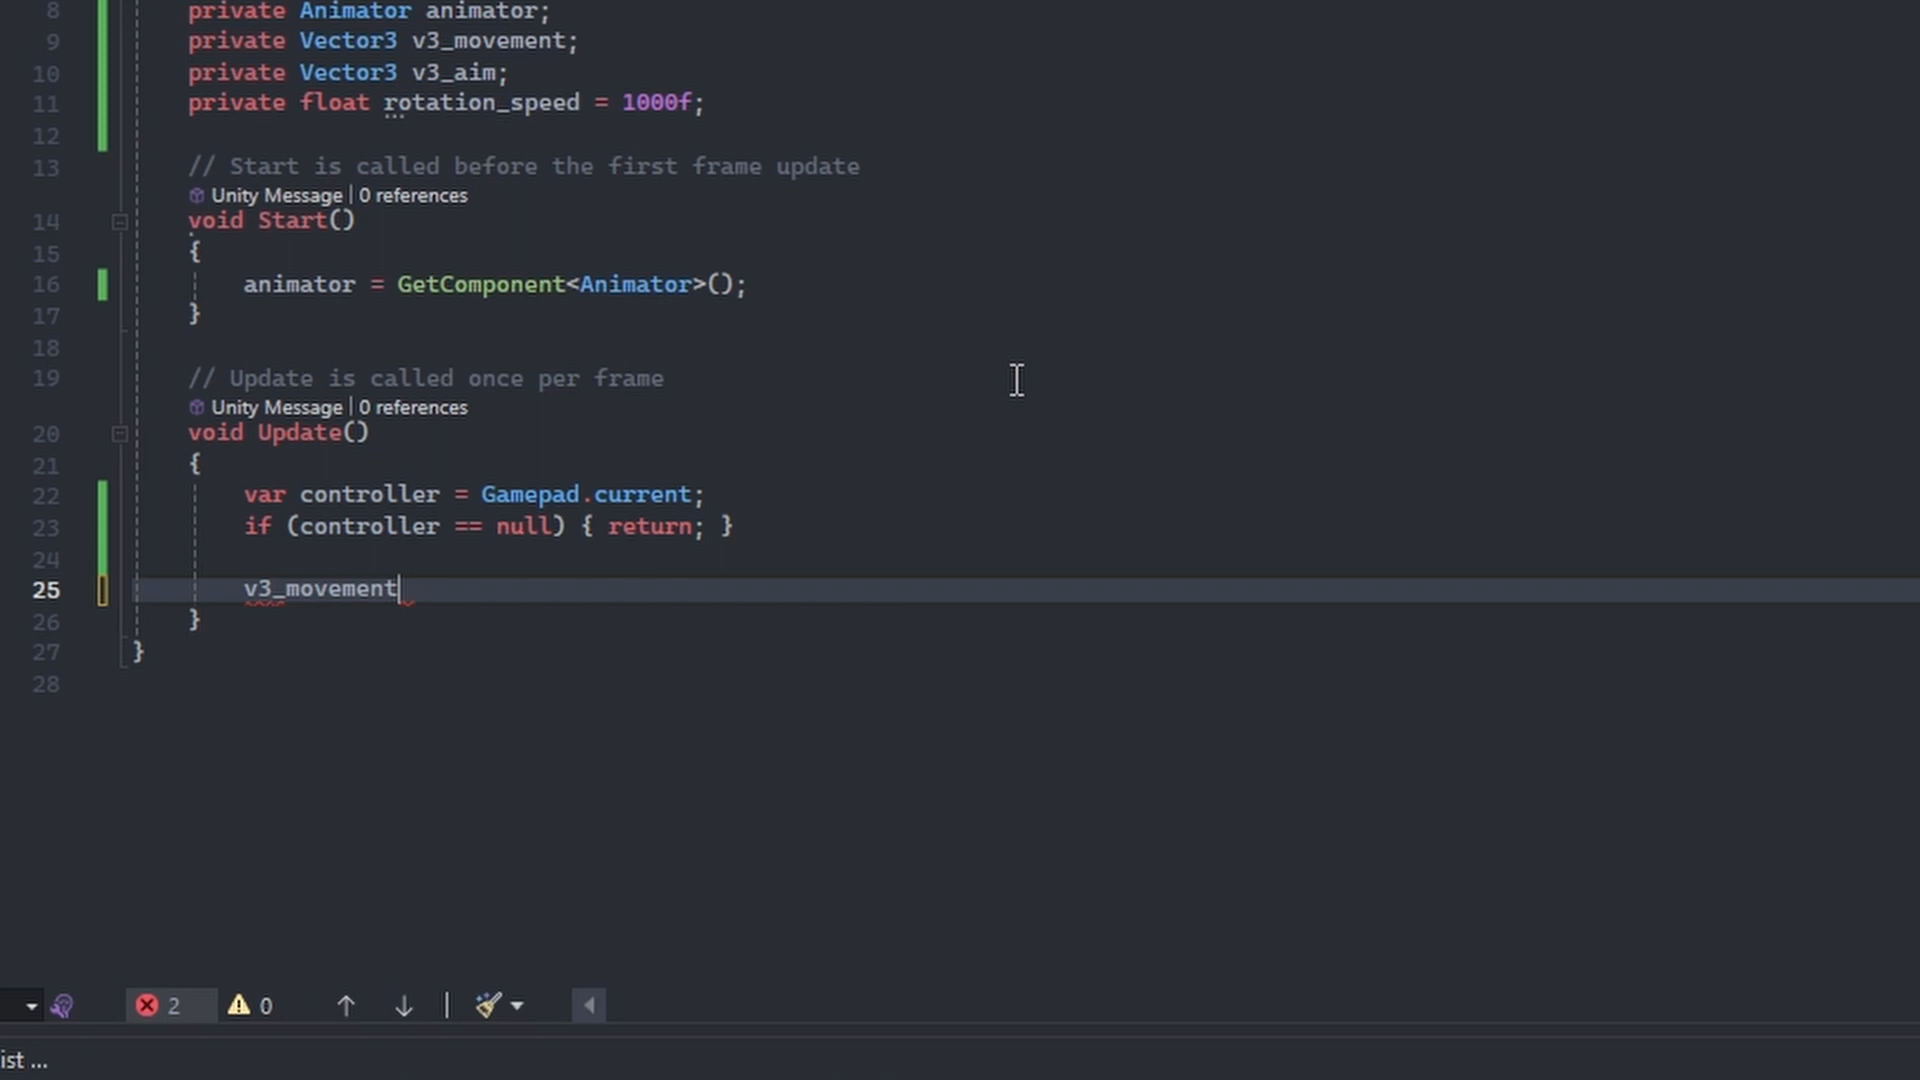 8 private Animator animator;
9 private Vector3 v3_movement;
10 private Vector3 v3_aim;
11 private float rotation_speed = 1000f;
12
13 // Start is called before the first frame update
Unity Message | 0 references
14 void Start()
15 {
16 animator = GetComponent<Animator>();
17 }
18
19 // Update is called once per frame
Unity Message | 0 references
20 void Update()
21 {
22 var controller = Gamepad.current;
23 if (controller == null) { return; }
24
25 v3_movement
26 }
27 }
28
2 0
ist ...